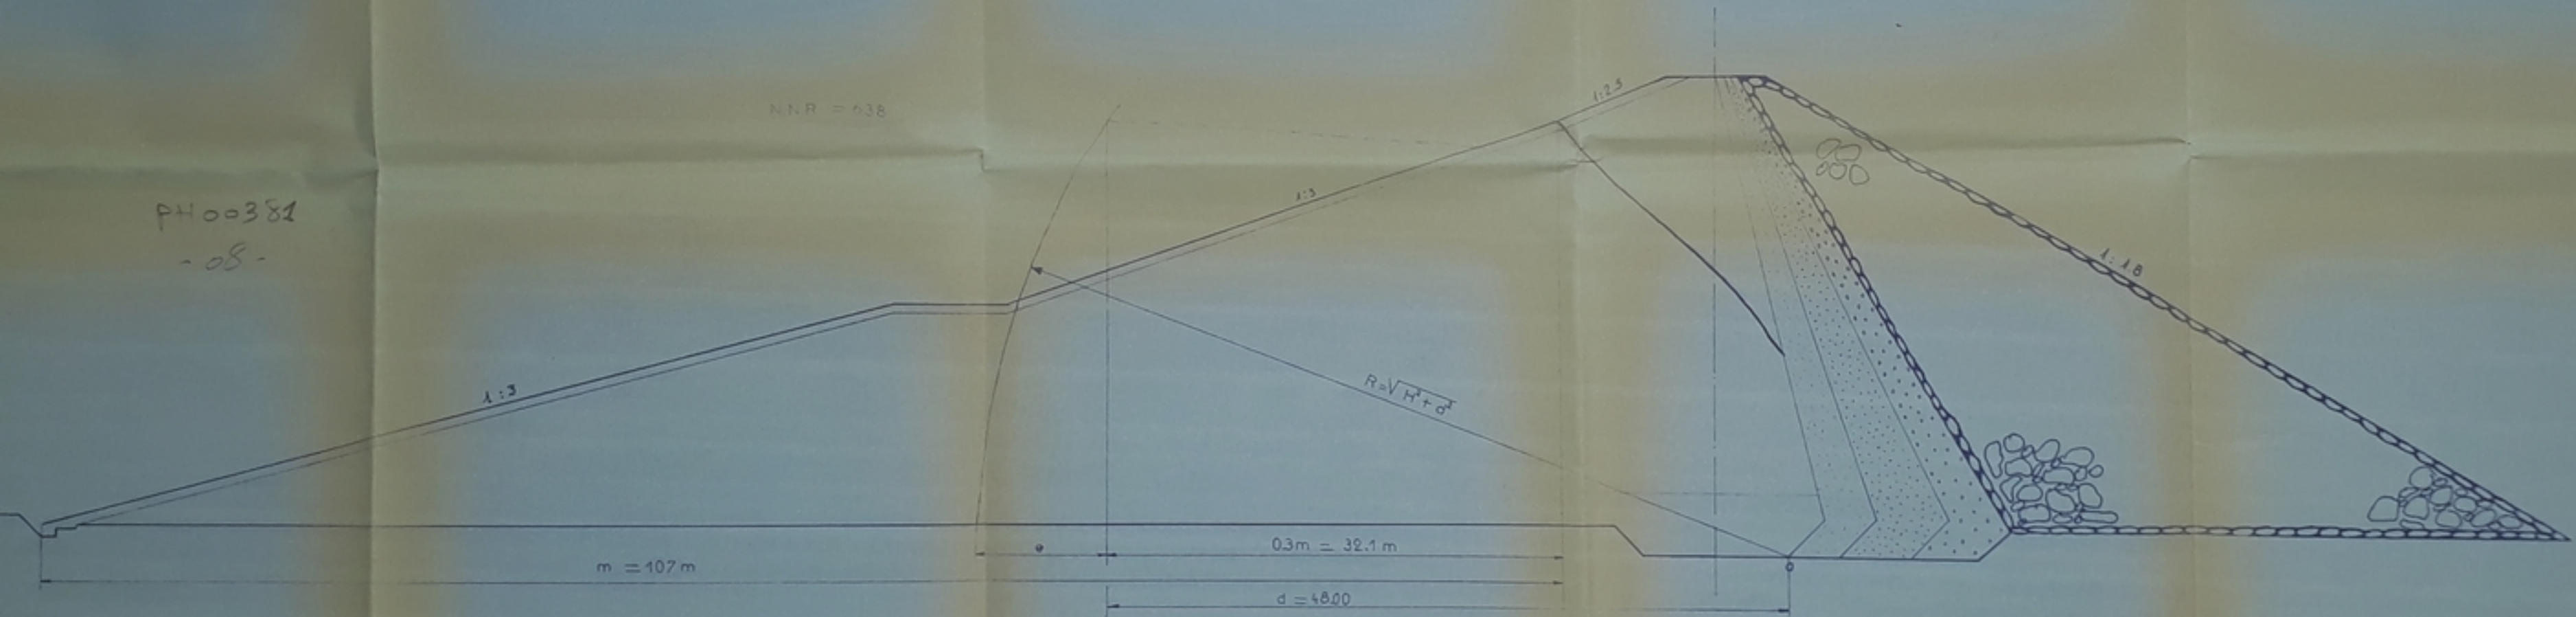 N.N.R = 638
1:2.5
PH00381
- 08 -
1:3
1:3
1:1.8
R=√H²+d²
e
0.3m = 32.1 m
m = 107 m
o
d = 48.00